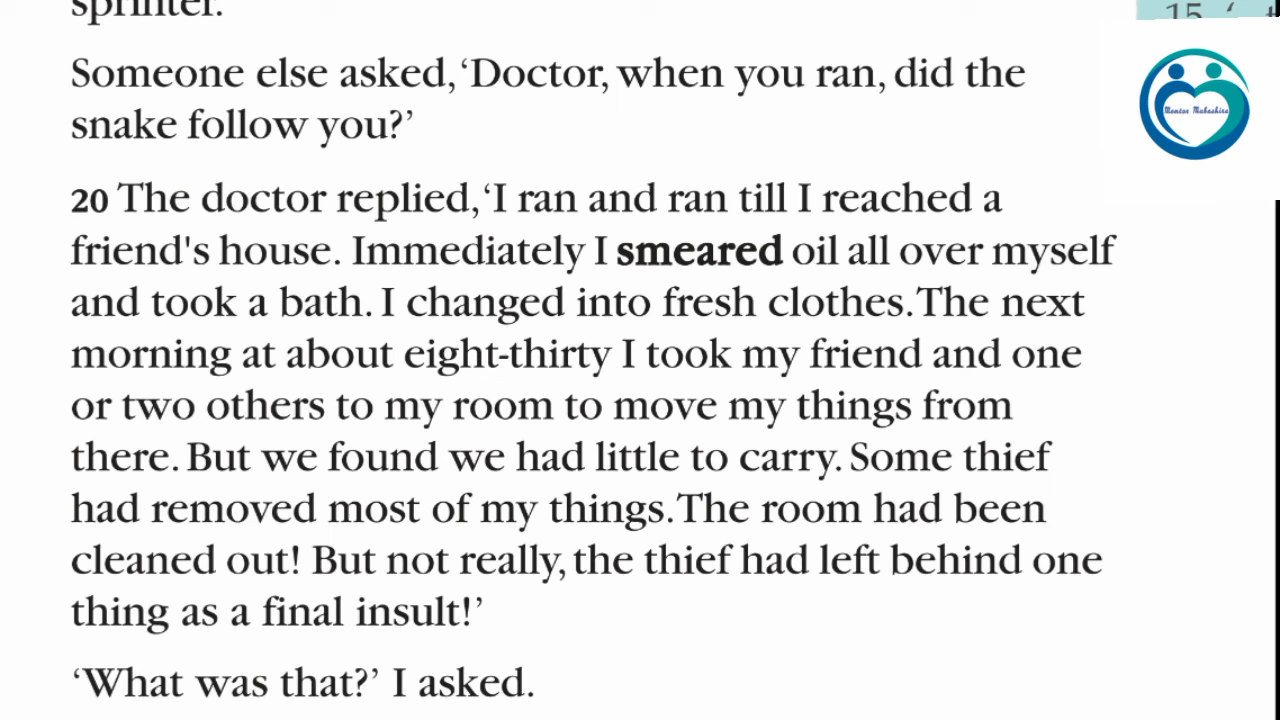 sprinter.
15
Someone else asked, ‘Doctor, when you ran, did the
snake follow you?’
Mentor Mubashira
20 The doctor replied, ‘I ran and ran till I reached a
friend's house. Immediately I smeared oil all over myself
and took a bath. I changed into fresh clothes. The next
morning at about eight-thirty I took my friend and one
or two others to my room to move my things from
there. But we found we had little to carry. Some thief
had removed most of my things. The room had been
cleaned out! But not really, the thief had left behind one
thing as a final insult!’
‘What was that?’ I asked.